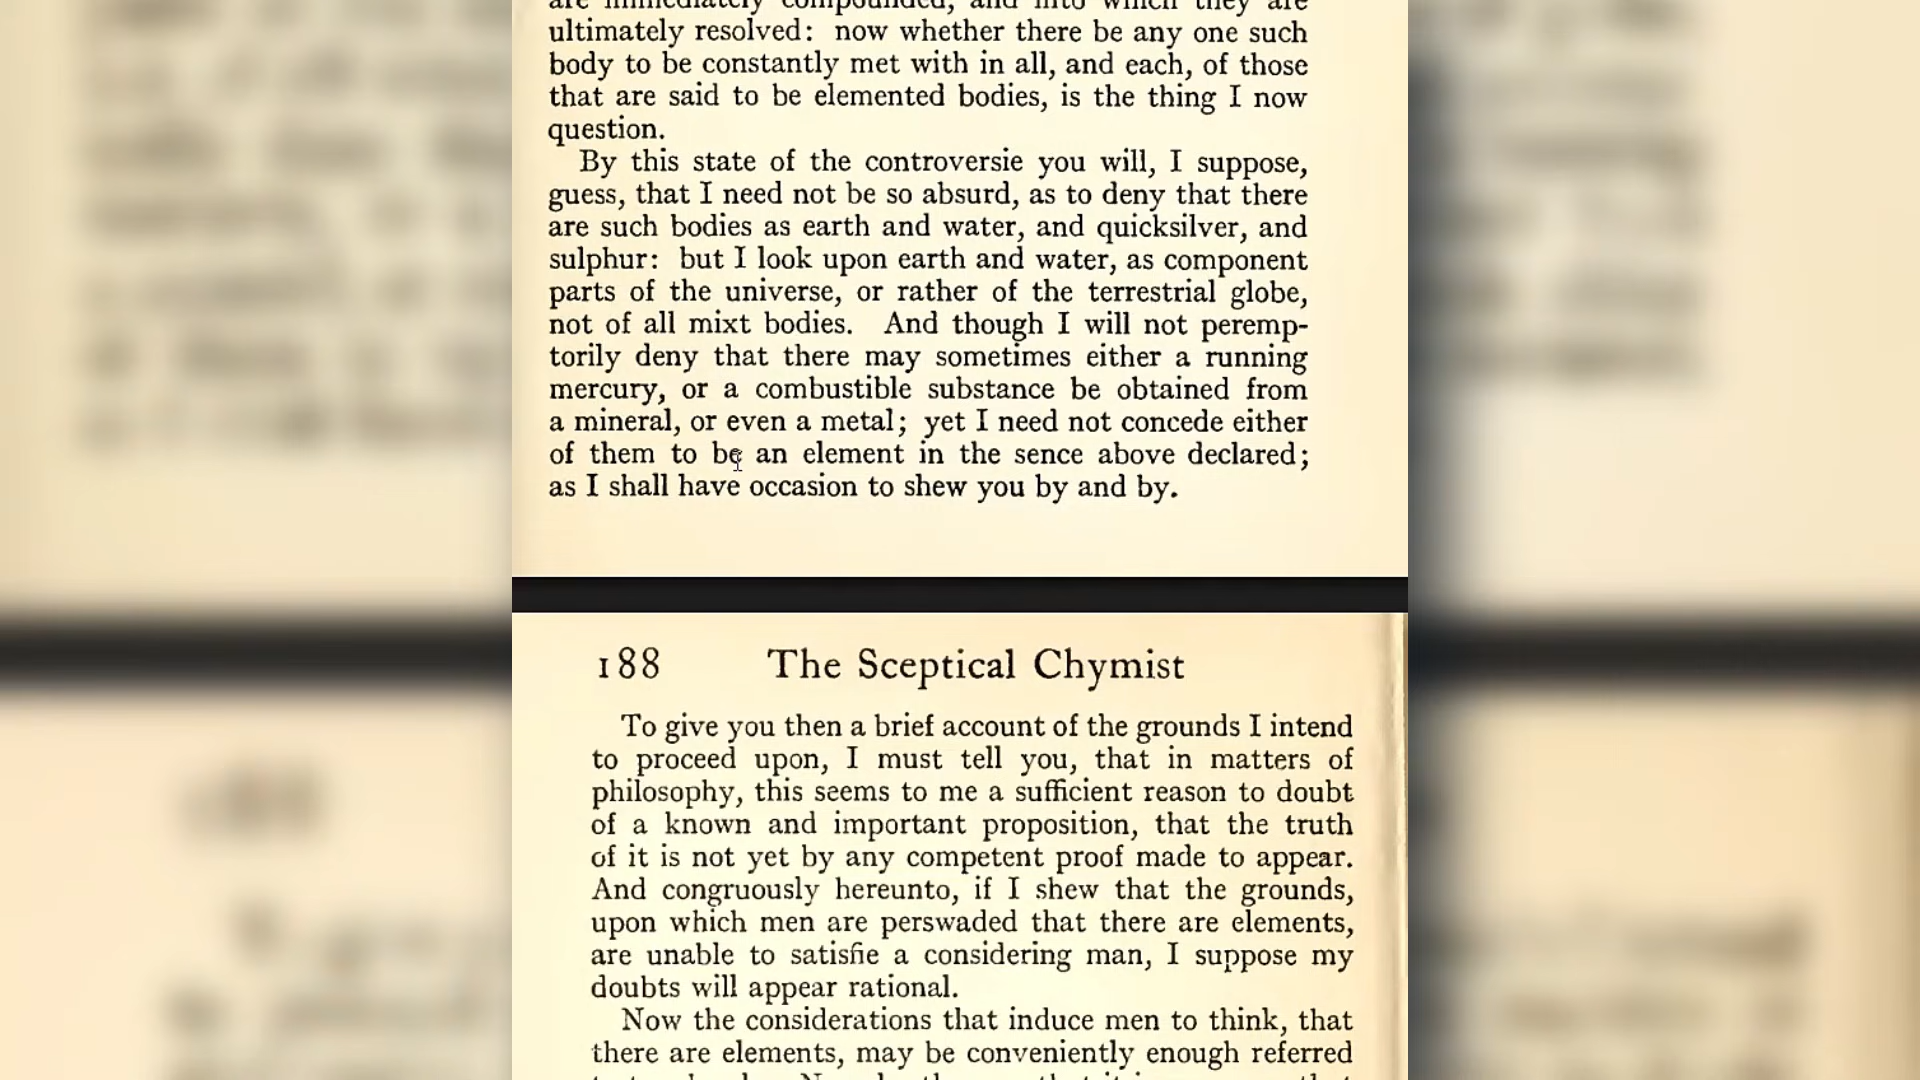 are immediately compounded, and into which they are
ultimately resolved: now whether there be any one such
body to be constantly met with in all, and each, of those
that are said to be elemented bodies, is the thing I now
question.
By this state of the controversie you will, I suppose,
guess, that I need not be so absurd, as to deny that there
are such bodies as earth and water, and quicksilver, and
sulphur: but I look upon earth and water, as component
parts of the universe, or rather of the terrestrial globe,
not of all mixt bodies. And though I will not peremp-
torily deny that there may sometimes either a running
mercury, or a combustible substance be obtained from
a mineral, or even a metal; yet I need not concede either
of them to be an element in the sence above declared;
as I shall have occasion to shew you by and by.
188 The Sceptical Chymist
To give you then a brief account of the grounds I intend
to proceed upon, I must tell you, that in matters of
philosophy, this seems to me a sufficient reason to doubt
of a known and important proposition, that the truth
of it is not yet by any competent proof made to appear.
And congruously hereunto, if I shew that the grounds,
upon which men are perswaded that there are elements,
are unable to satisfie a considering man, I suppose my
doubts will appear rational.
Now the considerations that induce men to think, that
there are elements, may be conveniently enough referred